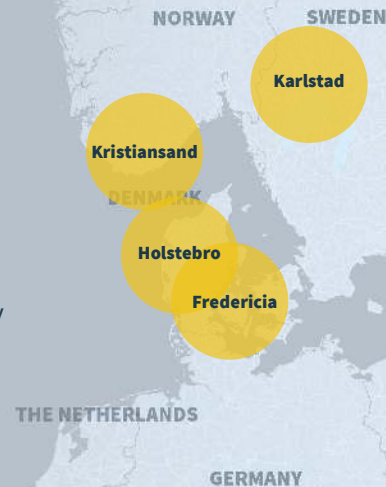 NORWAY
SWEDEN
Karlstad
Kristiansand
DENMARK
Holstebro
Fredericia
THE NETHERLANDS
GERMANY